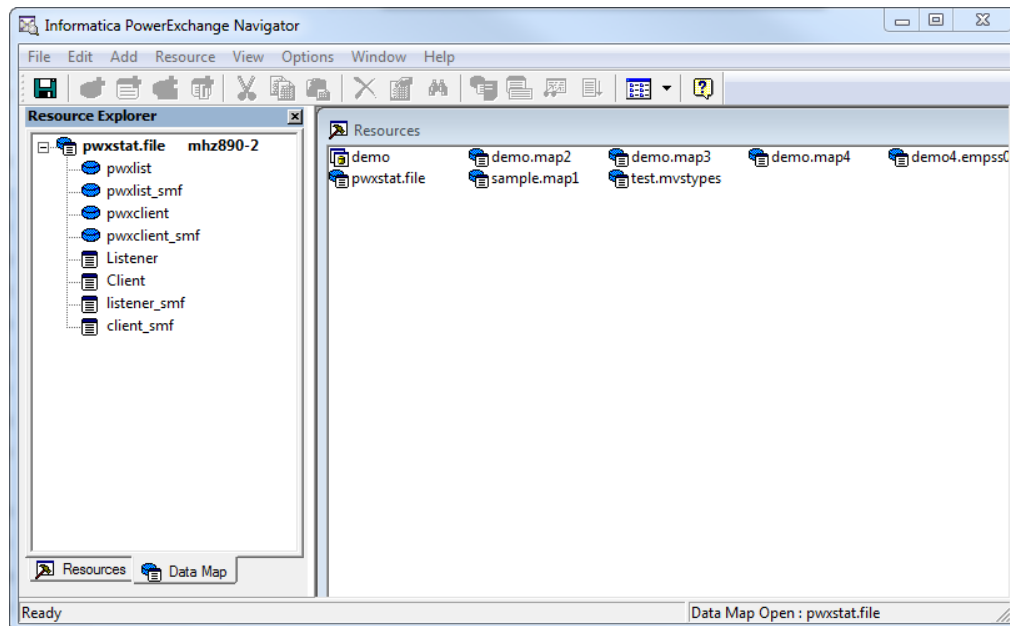 Informatica PowerExchange Navigator
File Edit Add Resource View Options Window Help
Resource Explorer
pwxstat.file mhz890-2
pwxlist
pwxlist_smf
pwxclient
pwxclient_smf
Listener
Client
listener_smf
client_smf
Resources Data Map
Resources
demo demo.map2 demo.map3 demo.map4
pwxstat.file sample.map1 test.mvstypes
Ready Data Map Open : pwxstat.file